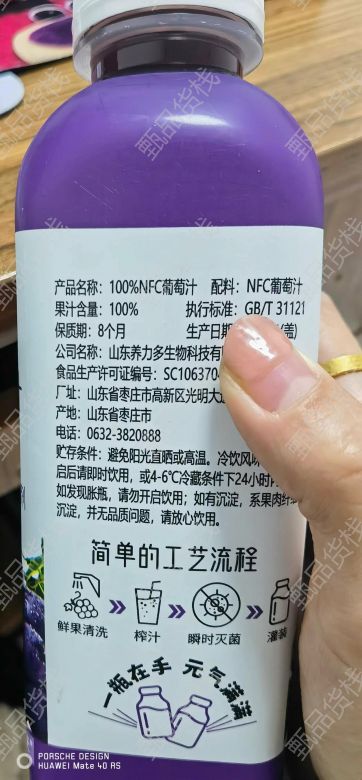 产品名称：100%NFC葡萄汁 配料：NFC葡萄汁
果汁含量：100% 执行标准：GB/T 31121
保质期：8个月 生产日期 (盖)
公司名称：山东养力多生物科技有
食品生产许可证编号：SC106370
厂址：山东省枣庄市高新区光明大
产地：山东省枣庄市
电话：0632-3820888
贮存条件：避免阳光直晒或高温。冷饮风味
启后请即时饮用，或4-6℃冷藏条件下24小时
如发现胀瓶，请勿开启饮用；如有沉淀，系果肉纤
沉淀，并无品质问题，请放心饮用。
简单的工艺流程
鲜果清洗 榨汁 瞬时灭菌 灌装
一瓶在手 元气满满
PORSCHE DESIGN
HUAWEI Mate 40 RS
甄品货栈